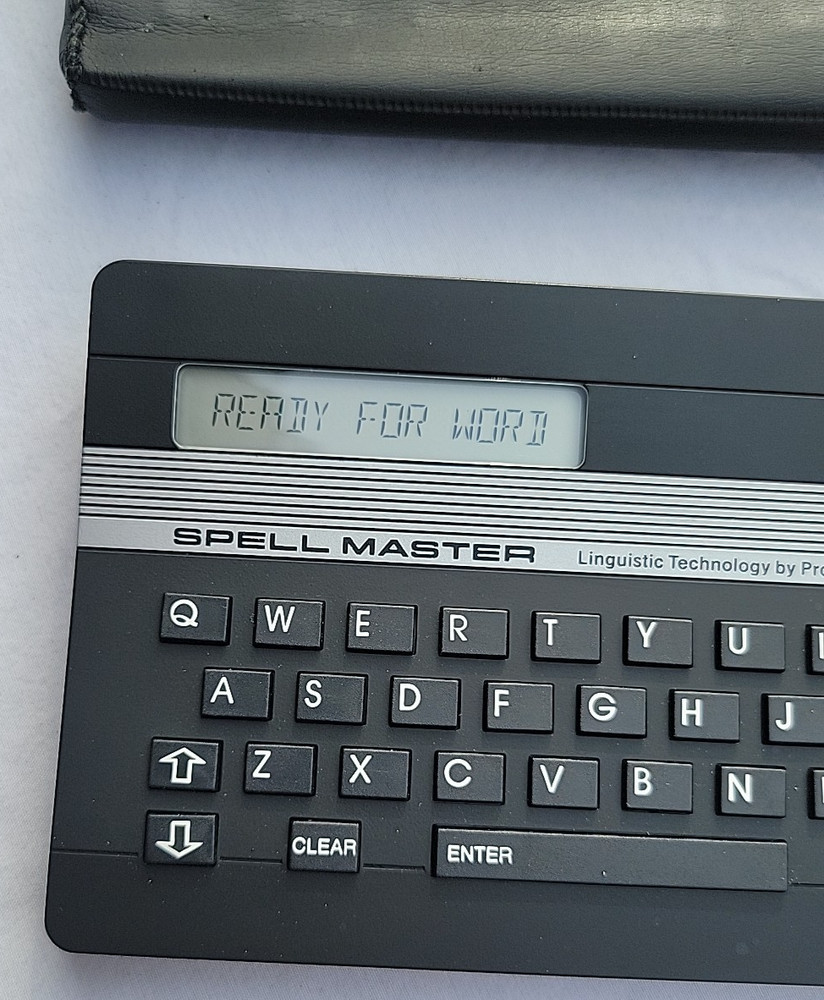 READY FOR WORD
SPELL MASTER Linguistic Technology by
Q W E R T Y U
A S D F G H J
Z X C V B N
CLEAR ENTER